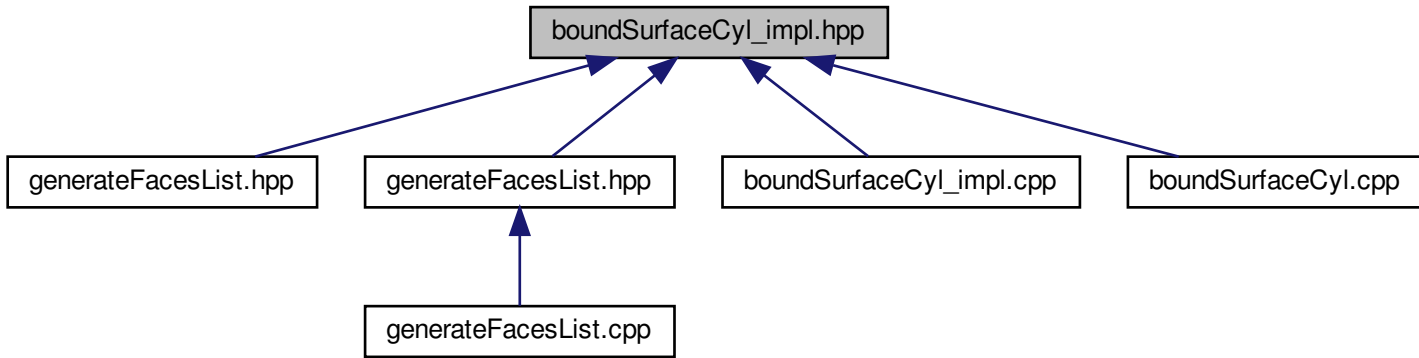 boundSurfaceCyl_impl.hpp
generateFacesList.hpp
generateFacesList.hpp
boundSurfaceCyl_impl.cpp
boundSurfaceCyl.cpp
generateFacesList.cpp